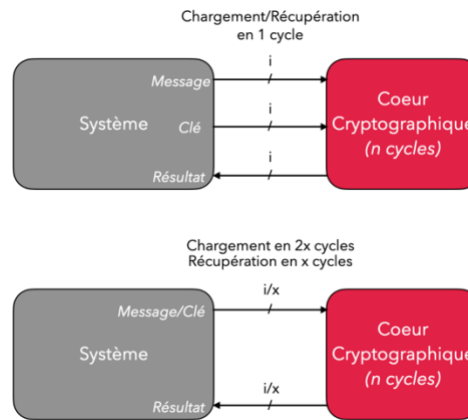 Chargement/Récupération
en 1 cycle
Message
i
Clé
i
Système
Résultat
i
Coeur
Cryptographique
(n cycles)
Chargement en 2x cycles
Récupération en x cycles
Message/Clé
i/x
Système
Résultat
i/x
Coeur
Cryptographique
(n cycles)